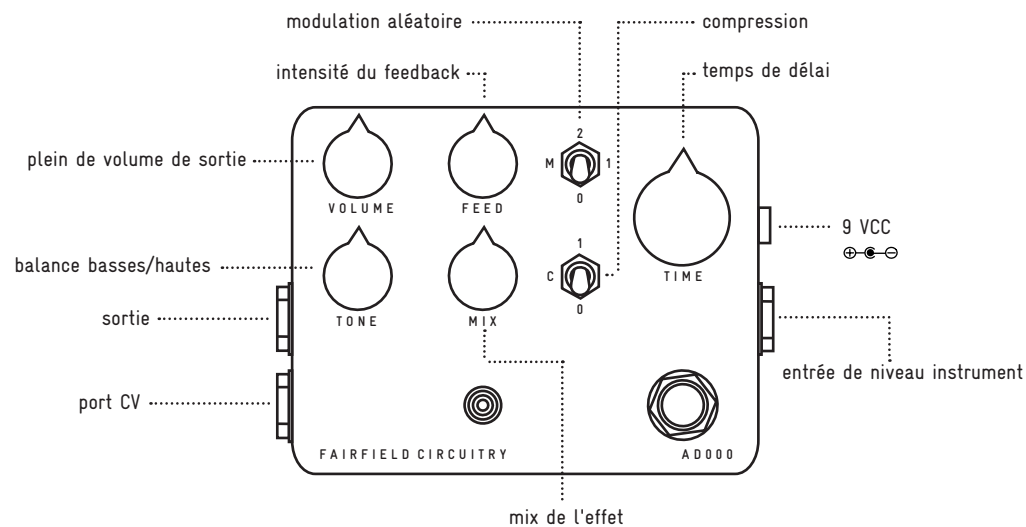 modulation aléatoire
compression
intensité du feedback
temps de délai
2
plein de volume de sortie
M
1
0
VOLUME
FEED
9 VCC
1
balance basses/hautes
C
TIME
0
sortie
TONE
MIX
entrée de niveau instrument
port CV
FAIRFIELD CIRCUITRY
AD000
mix de l'effet